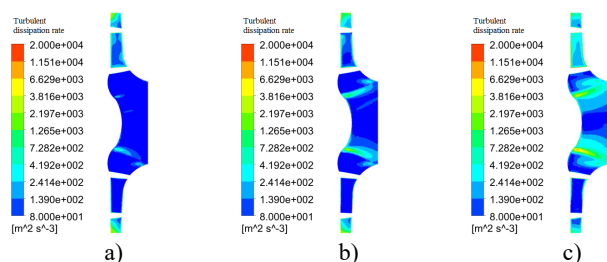 Turbulent
dissipation rate
2.000e+004
1.151e+004
6.629e+003
3.816e+003
2.197e+003
1.265e+003
7.282e+002
4.192e+002
2.414e+002
1.390e+002
8.000e+001
[m^2 s^-3]
a)
Turbulent
dissipation rate
2.000e+004
1.151e+004
6.629e+003
3.816e+003
2.197e+003
1.265e+003
7.282e+002
4.192e+002
2.414e+002
1.390e+002
8.000e+001
[m^2 s^-3]
b)
Turbulent
dissipation rate
2.000e+004
1.151e+004
6.629e+003
3.816e+003
2.197e+003
1.265e+003
7.282e+002
4.192e+002
2.414e+002
1.390e+002
8.000e+001
[m^2 s^-3]
c)